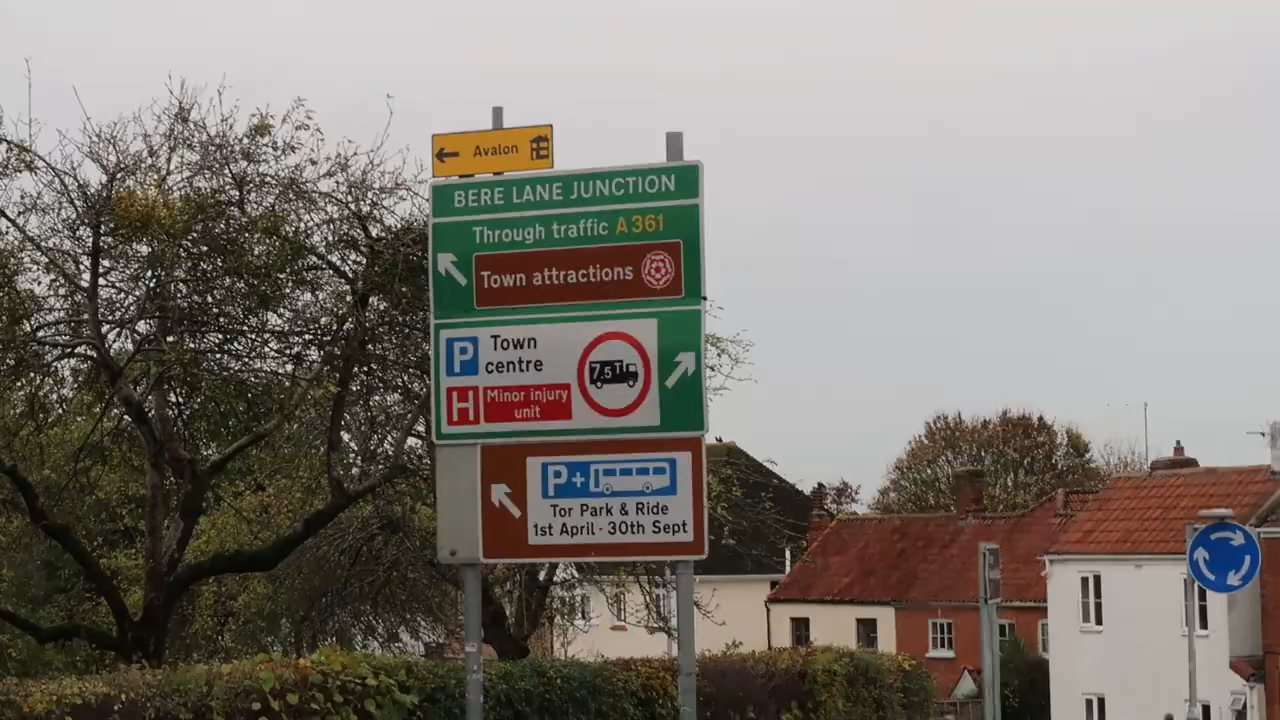 Avalon
BERE LANE JUNCTION
Through traffic A361
Town attractions
P Town
centre
7.5T
H Minor injury
unit
P+
Tor Park & Ride
1st April - 30th Sept